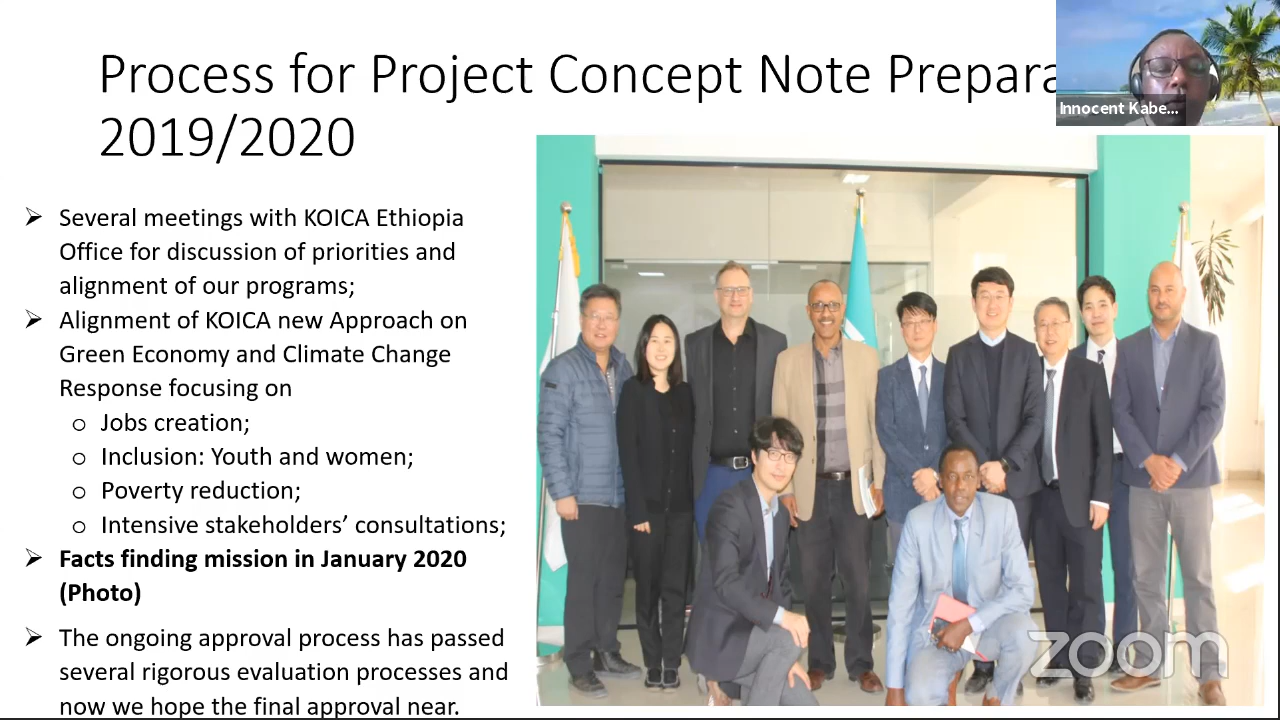 Process for Project Concept Note Prepara
2019/2020
Innocent Kabe...
➢ Several meetings with KOICA Ethiopia
Office for discussion of priorities and
alignment of our programs;
➢ Alignment of KOICA new Approach on
Green Economy and Climate Change
Response focusing on
o Jobs creation;
o Inclusion: Youth and women;
o Poverty reduction;
o Intensive stakeholders’ consultations;
➢ Facts finding mission in January 2020
(Photo)
➢ The ongoing approval process has passed
several rigorous evaluation processes and
now we hope the final approval near.
zoom